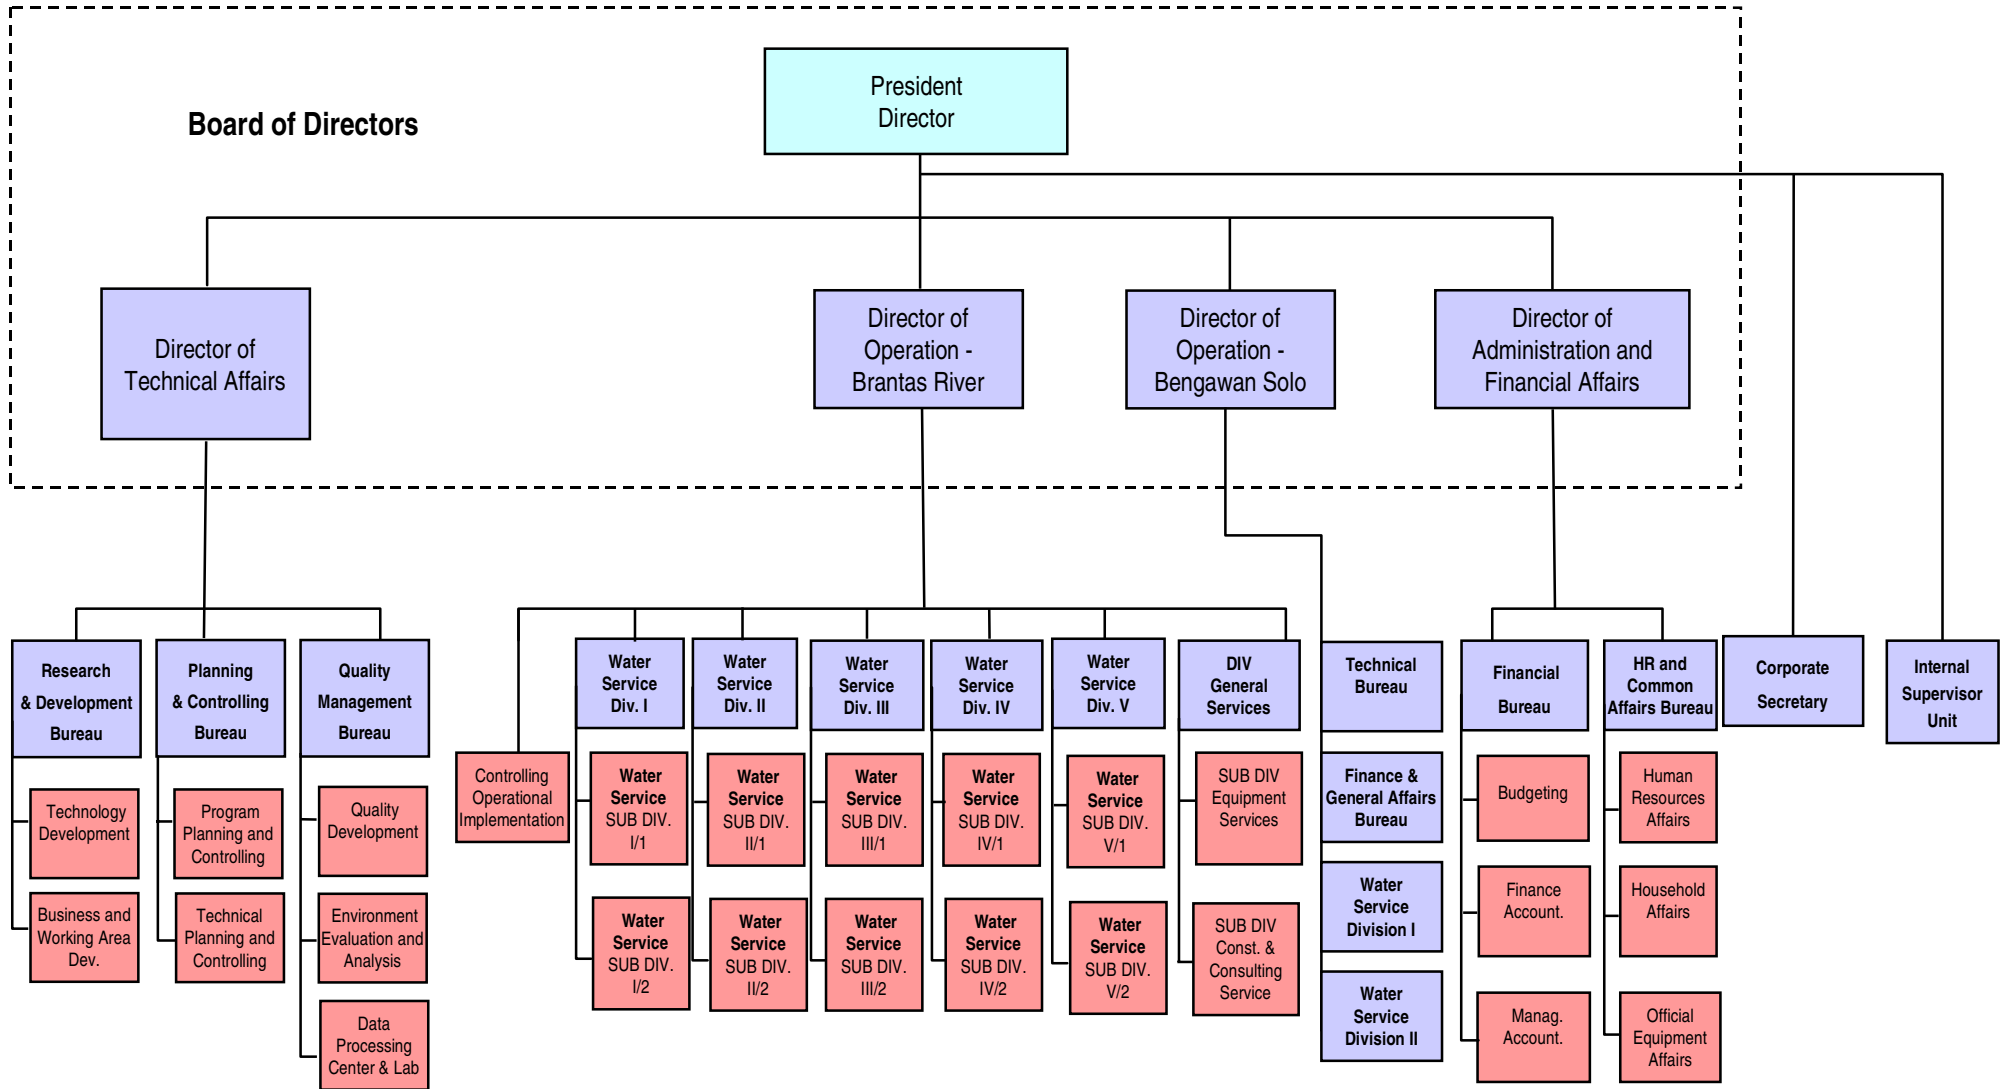 Board of Directors
President
Director
Director of
Technical Affairs
Director of
Operation -
Brantas River
Director of
Operation -
Bengawan Solo
Director of
Administration and
Financial Affairs
Research
& Development
Bureau
Planning
& Controlling
Bureau
Quality
Management
Bureau
Water
Service
Div. I
Water
Service
Div. II
Water
Service
Div. III
Water
Service
Div. IV
Water
Service
Div. V
DIV
General
Services
Technical
Bureau
Financial
Bureau
HR and
Common
Affairs Bureau
Corporate
Secretary
Internal
Supervisor
Unit
Technology
Development
Program
Planning and
Controlling
Quality
Development
Controlling
Operational
Implementation
Water
Service
SUB DIV.
I/1
Water
Service
SUB DIV.
II/1
Water
Service
SUB DIV.
III/1
Water
Service
SUB DIV.
IV/1
Water
Service
SUB DIV.
V/1
SUB DIV
Equipment
Services
Finance &
General Affairs
Bureau
Budgeting
Human
Resources
Affairs
Business and
Working Area
Dev.
Technical
Planning and
Controlling
Environment
Evaluation and
Analysis
Water
Service
SUB DIV.
I/2
Water
Service
SUB DIV.
II/2
Water
Service
SUB DIV.
III/2
Water
Service
SUB DIV.
IV/2
Water
Service
SUB DIV.
V/2
SUB DIV
Const. &
Consulting
Service
Water
Service
Division I
Finance
Account.
Household
Affairs
Data
Processing
Center & Lab
Water
Service
Division II
Manag.
Account.
Official
Equipment
Affairs